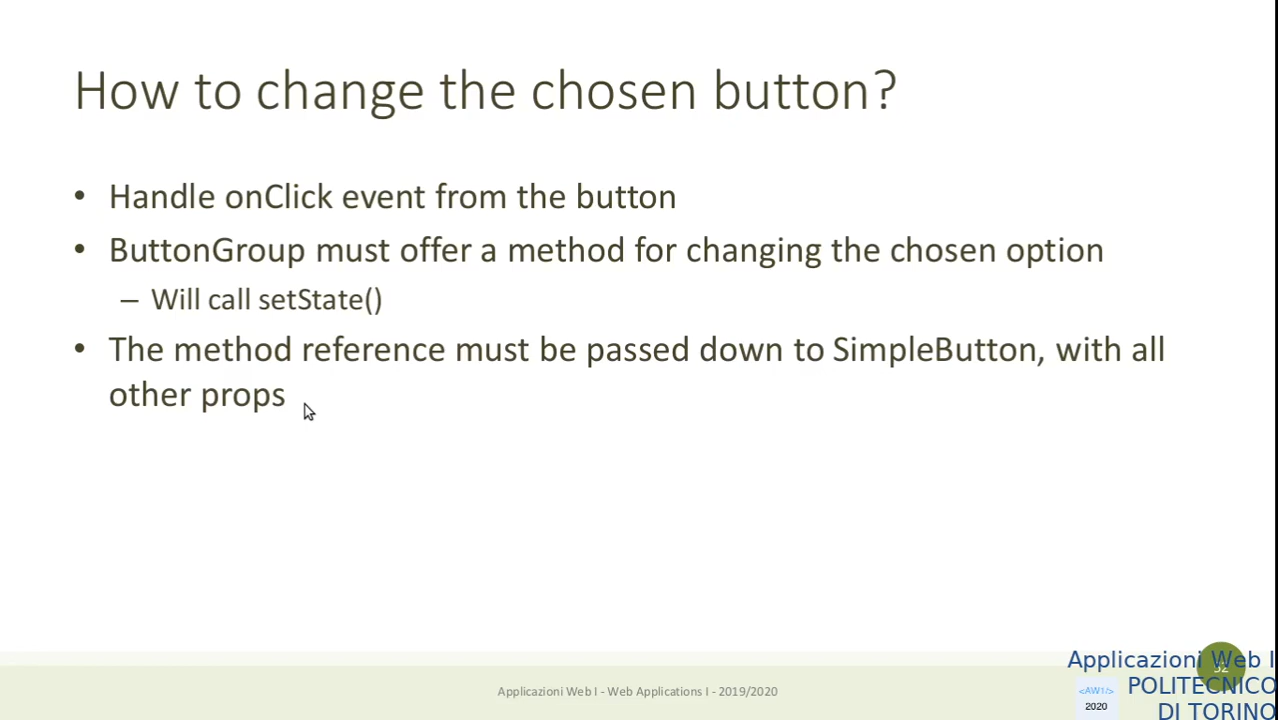 How to change the chosen button?
• Handle onClick event from the button
• ButtonGroup must offer a method for changing the chosen option
– Will call setState()
• The method reference must be passed down to SimpleButton, with all
other props
Applicazioni Web I - Web Applications I - 2019/2020
Applicazioni Web I
POLITECNICO
DI TORINO
<AW1/>
2020